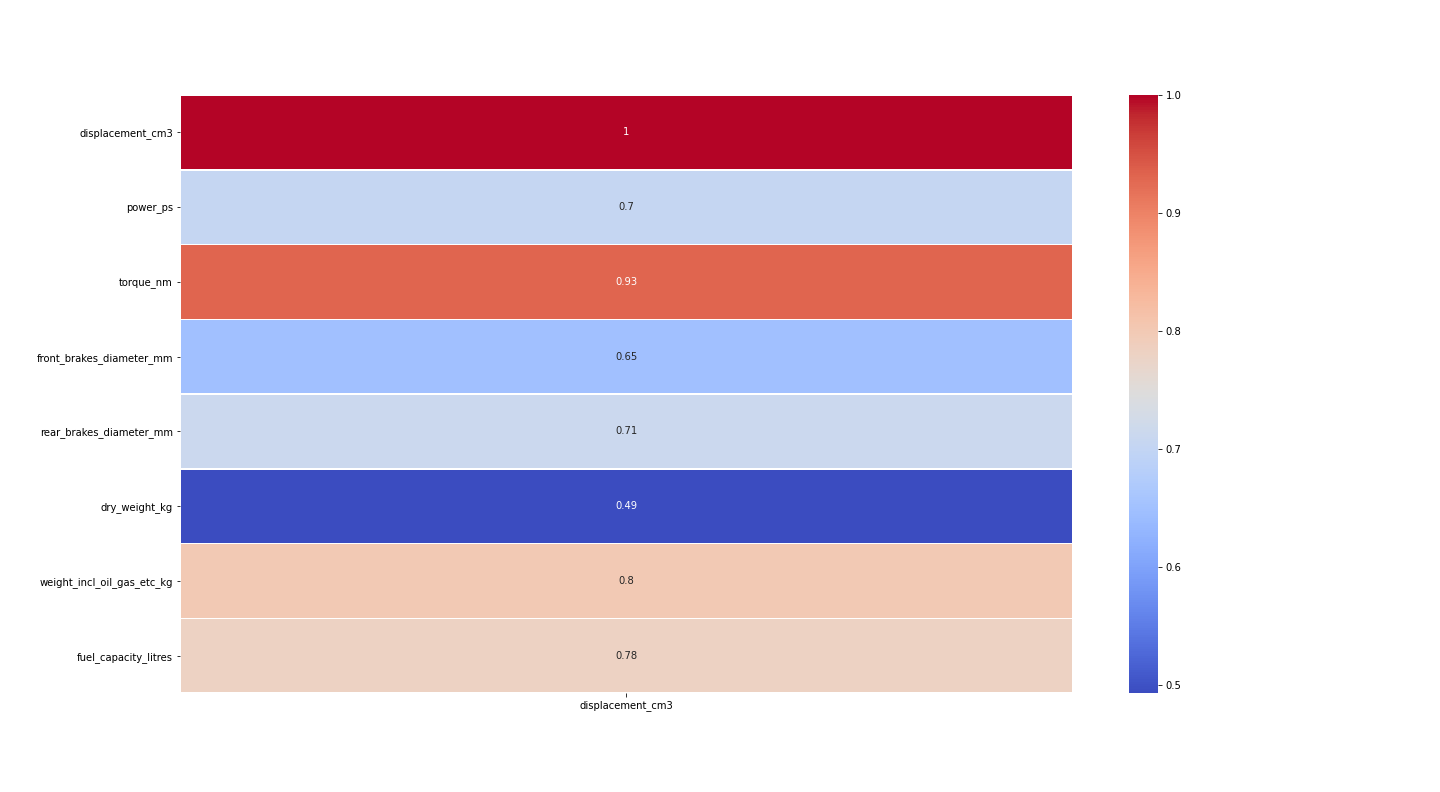 displacement_cm3
1
power_ps
0.7
torque_nm
0.93
front_brakes_diameter_mm
0.65
rear_brakes_diameter_mm
0.71
dry_weight_kg
0.49
weight_incl_oil_gas_etc_kg
0.8
fuel_capacity_litres
0.78
displacement_cm3
1.0
0.9
0.8
0.7
0.6
0.5